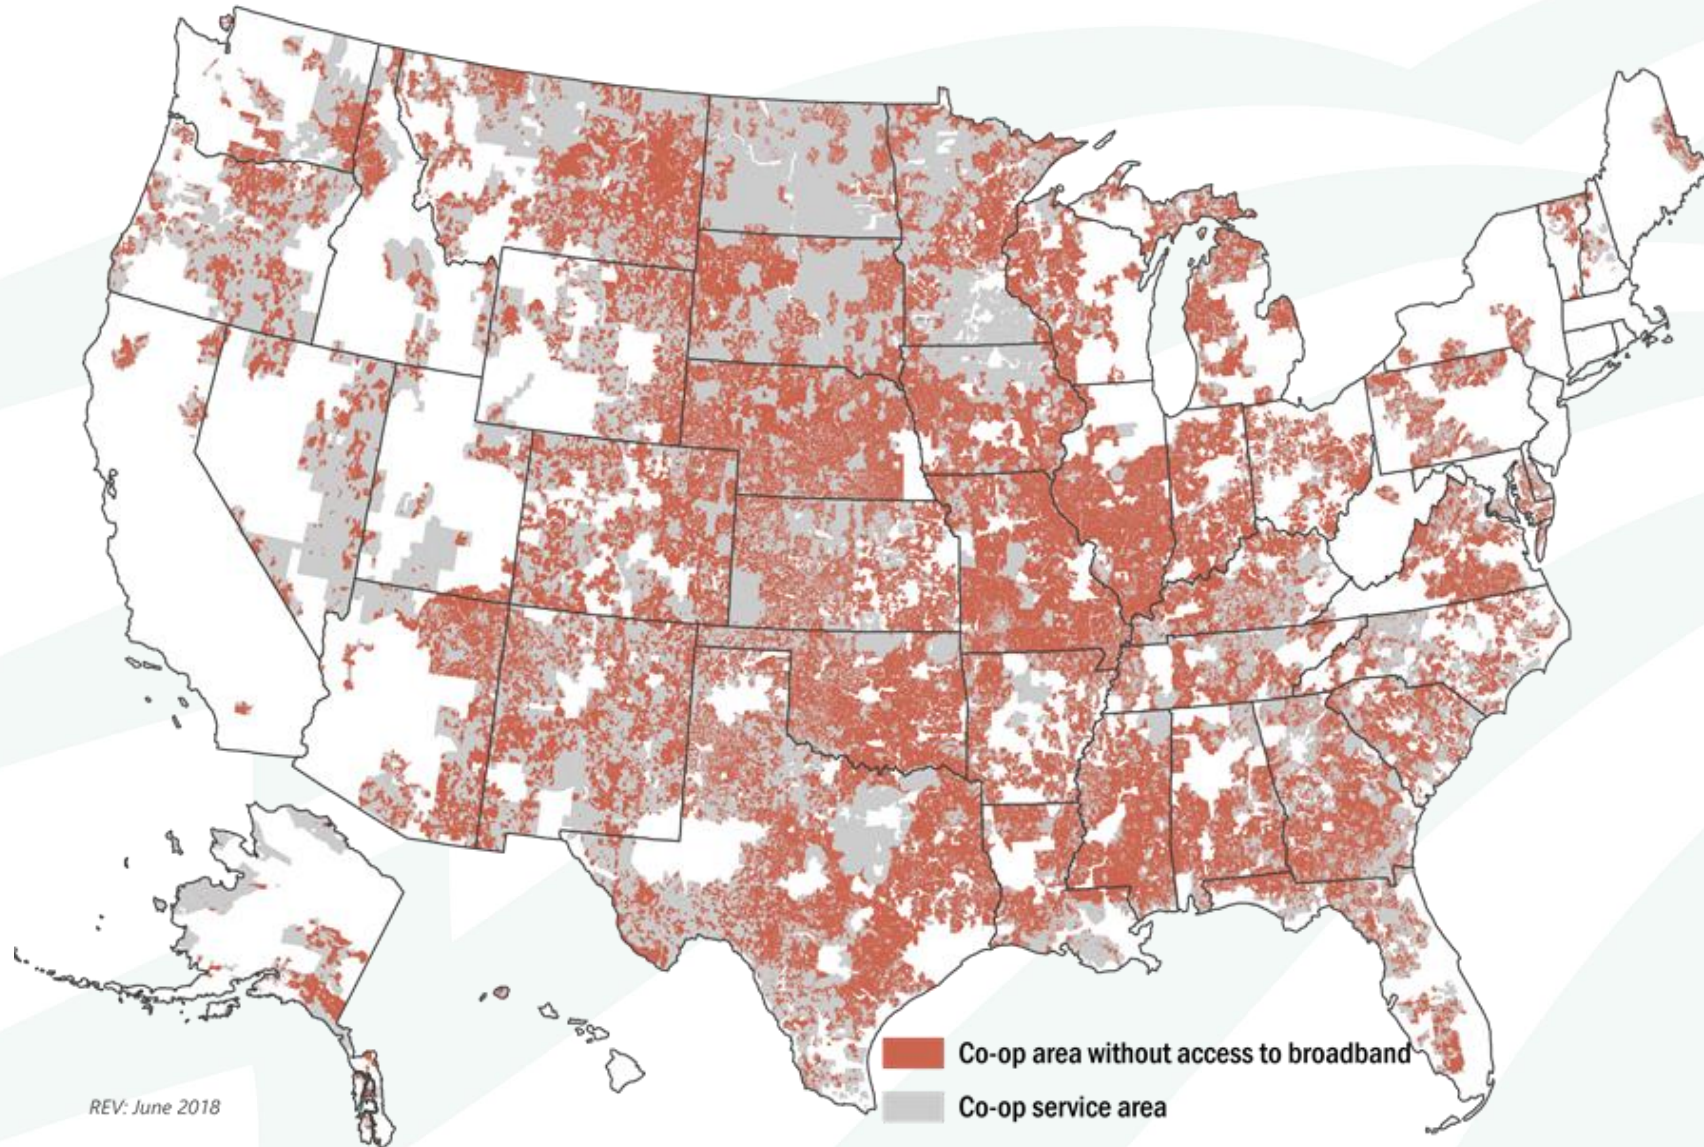 Co-op area without access to broadband
Co-op service area
REV: June 2018